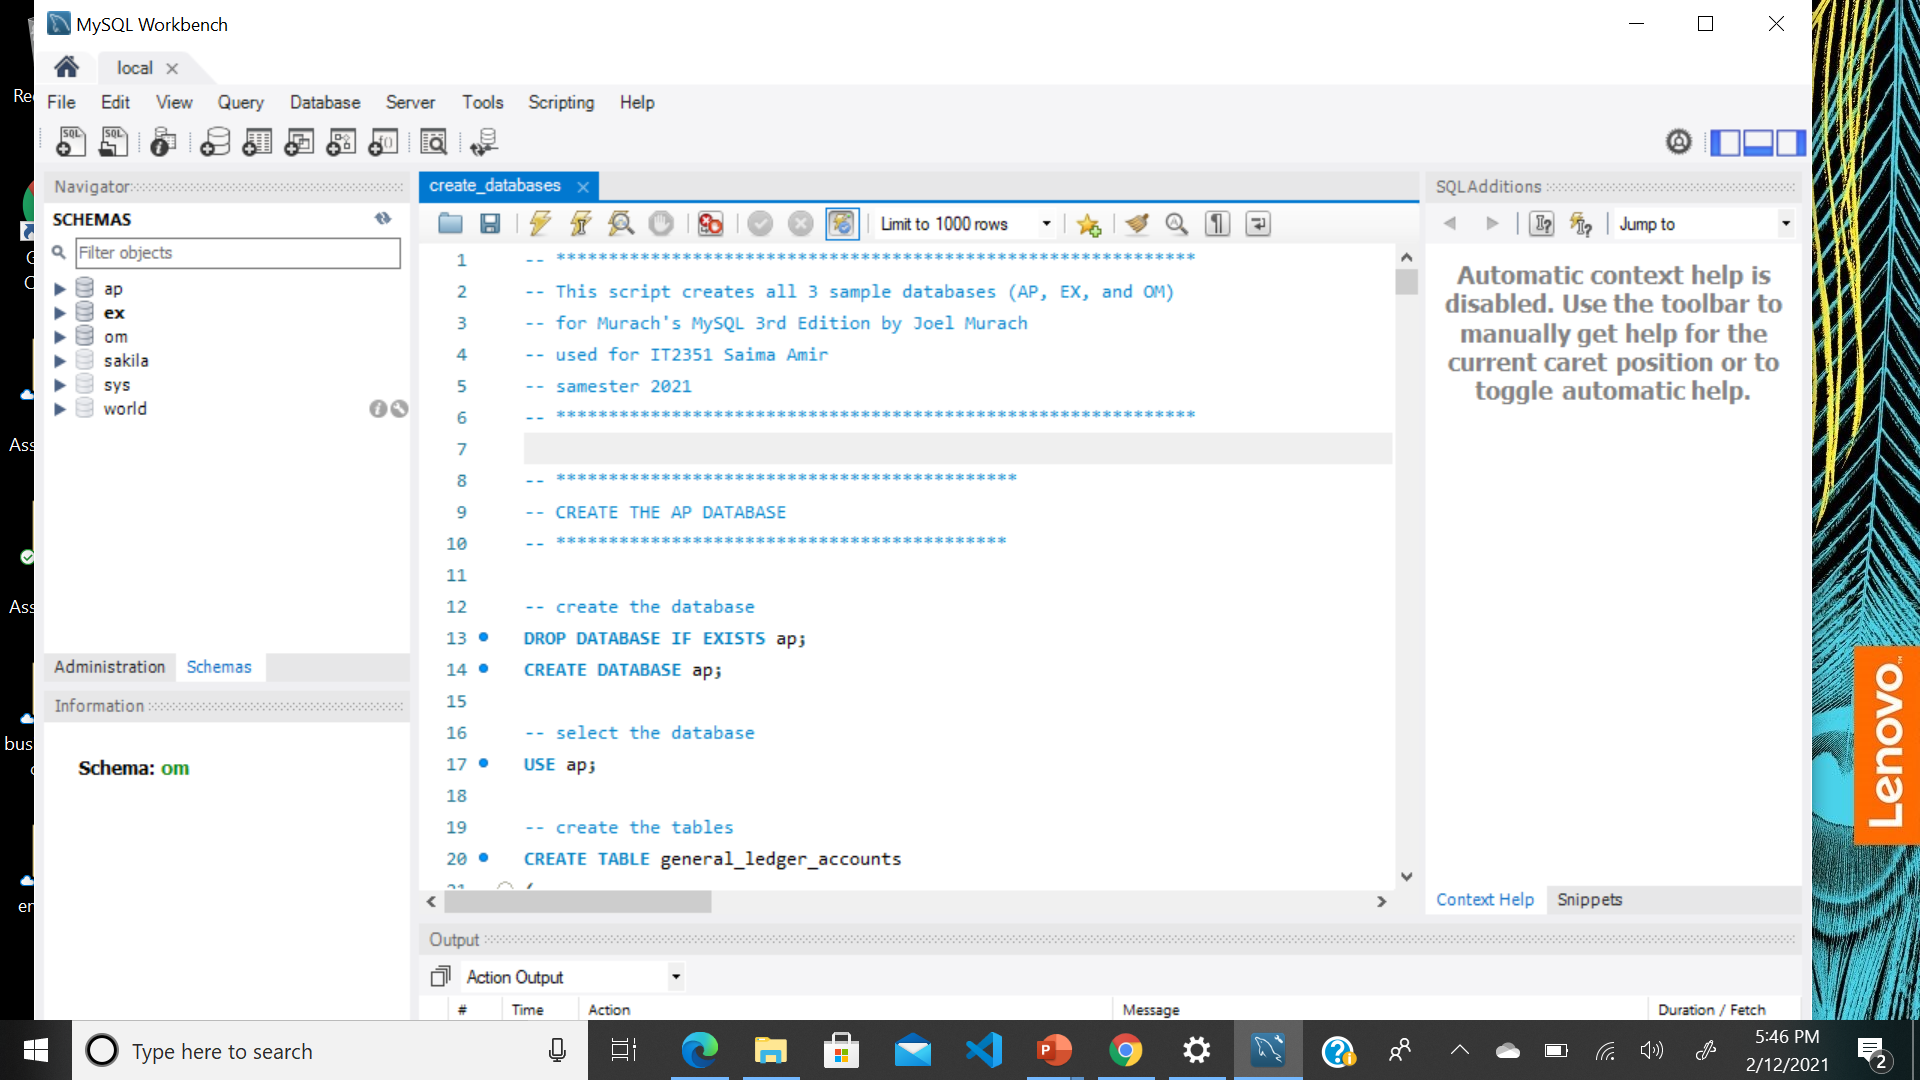 MySQL Workbench
local
File Edit View Query Database Server Tools Scripting Help
Navigator
SCHEMAS
Filter objects
ap
ex
om
sakila
sys
world
Administration Schemas
Information
Schema: om
create_databases
Limit to 1000 rows
1 -- *************************************************************
2 -- This script creates all 3 sample databases (AP, EX, and OM)
3 -- for Murach's MySQL 3rd Edition by Joel Murach
4 -- used for IT2351 Saima Amir
5 -- samester 2021
6 -- *************************************************************
7
8 -- ********************************************
9 -- CREATE THE AP DATABASE
10 -- *******************************************
11
12 -- create the database
13 DROP DATABASE IF EXISTS ap;
14 CREATE DATABASE ap;
15
16 -- select the database
17 USE ap;
18
19 -- create the tables
20 CREATE TABLE general_ledger_accounts
21 (
SQLAdditions
Jump to
Automatic context help is
disabled. Use the toolbar to
manually get help for the
current caret position or to
toggle automatic help.
Context Help Snippets
Output
Action Output
# Time Action Message Duration / Fetch
Lenovo
Type here to search
5:46 PM
2/12/2021
2